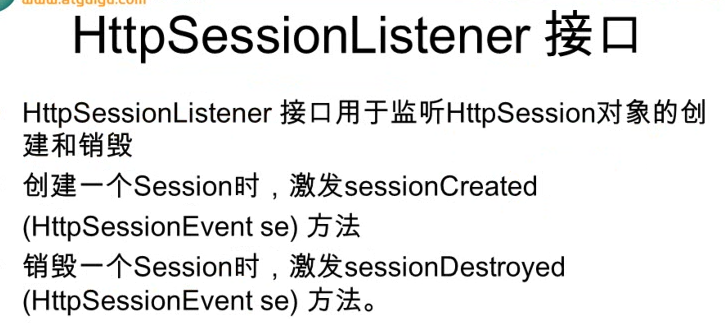 www.atguigu.com
HttpSessionListener 接口
HttpSessionListener 接口用于监听HttpSession对象的创
建和销毁
创建一个Session时，激发sessionCreated
(HttpSessionEvent se) 方法
销毁一个Session时，激发sessionDestroyed
(HttpSessionEvent se) 方法。